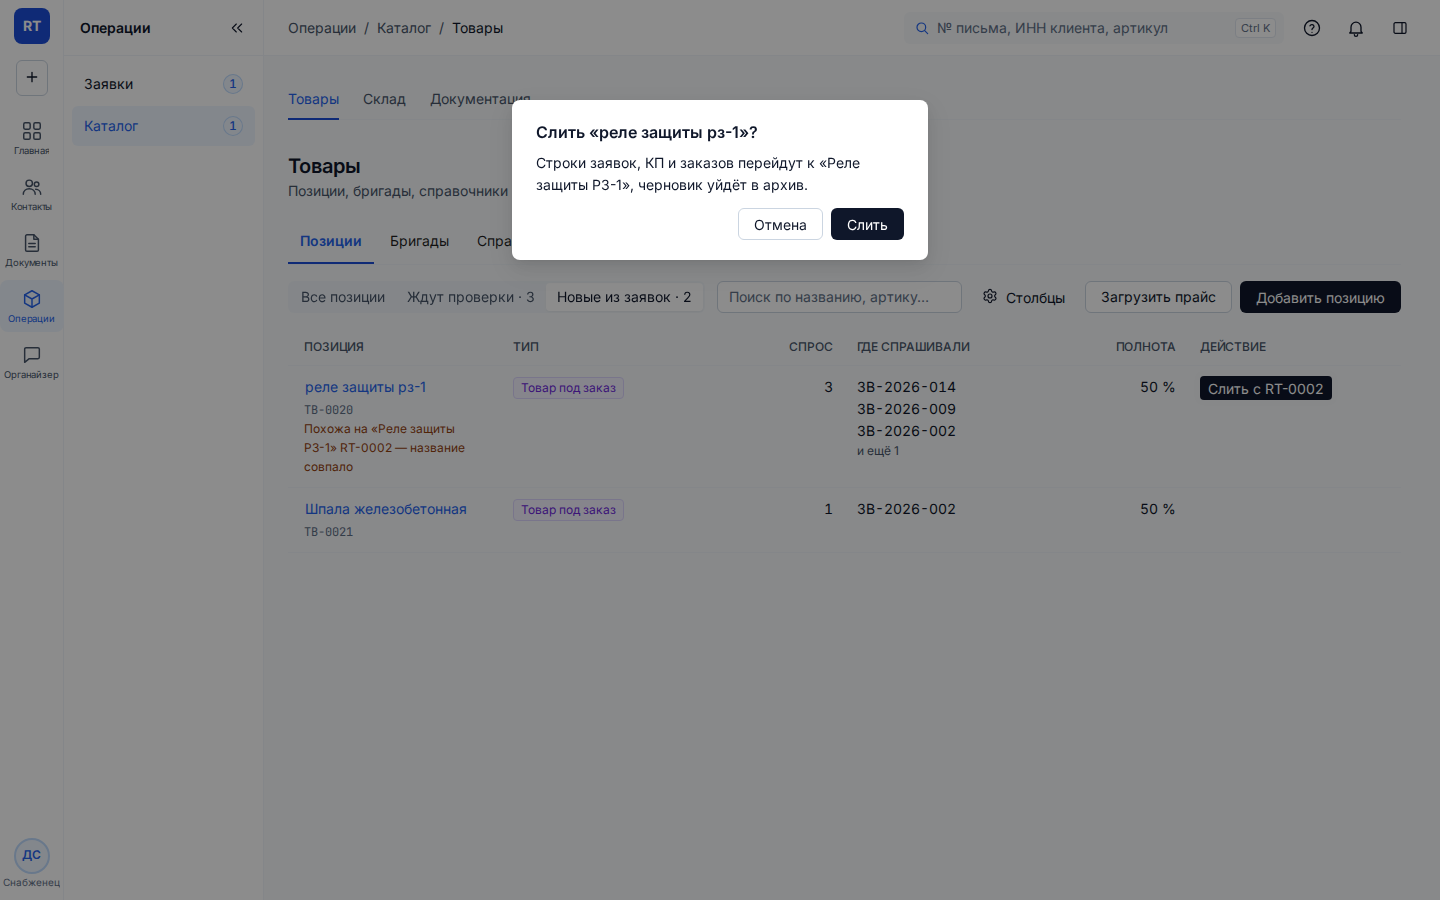 RT
Операции
Операции / Каталог / Товары
№ письма, ИНН клиента, артикул
Ctrl K
Заявки
1
Каталог
1
Главная
Контакты
Документы
Операции
Органайзер
ДС
Снабженец
Товары
Склад
Документация
Товары
Позиции, бригады, справочники
Позиции
Бригады
Спра
Слить «реле защиты рз-1»?
Строки заявок, КП и заказов перейдут к «Реле
защиты РЗ-1», черновик уйдёт в архив.
Отмена
Слить
Все позиции
Ждут проверки · 3
Новые из заявок · 2
Поиск по названию, артику...
Столбцы
Загрузить прайс
Добавить позицию
ПОЗИЦИЯ
ТИП
СПРОС
ГДЕ СПРАШИВАЛИ
ПОЛНОТА
ДЕЙСТВИЕ
реле защиты рз-1
ТВ-0020
Похожа на «Реле защиты
РЗ-1» RT-0002 — название
совпало
Товар под заказ
3
ЗВ-2026-014
ЗВ-2026-009
ЗВ-2026-002
и ещё 1
50 %
Слить с RT-0002
Шпала железобетонная
ТВ-0021
Товар под заказ
1
ЗВ-2026-002
50 %